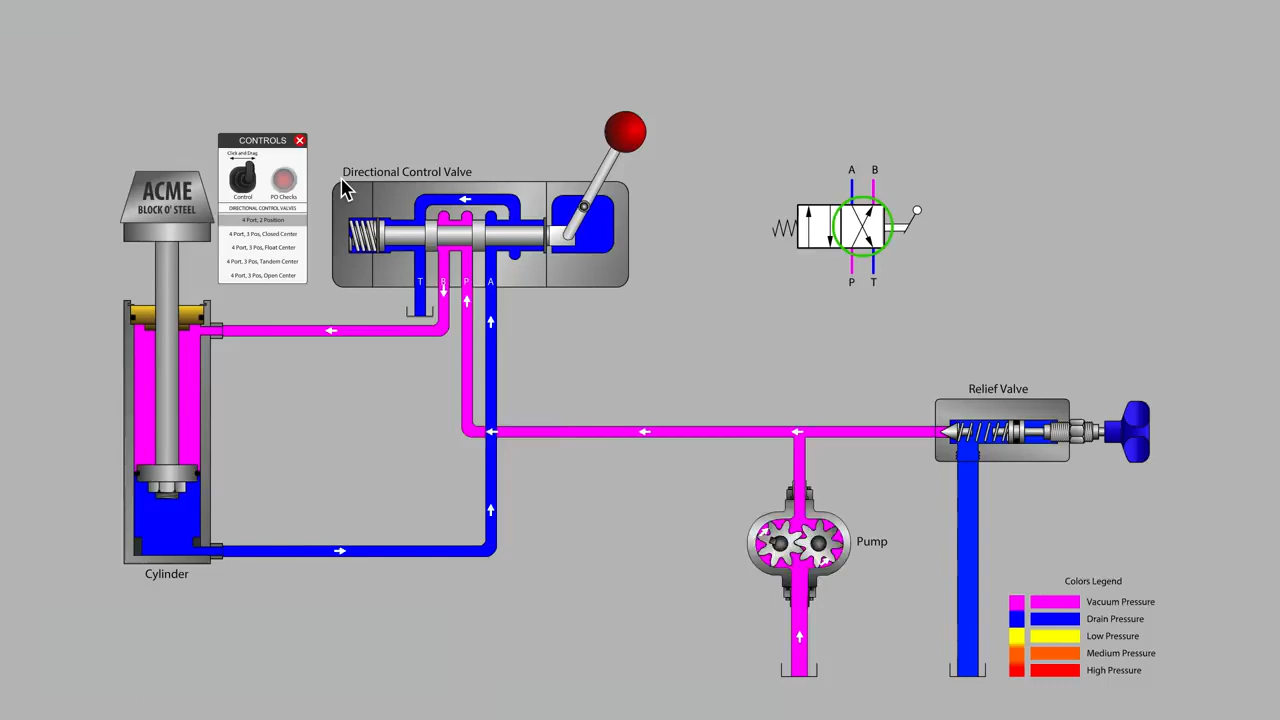 CONTROLS
Click and Drag
Control
PO Checks
DIRECTIONAL CONTROL VALVES
4 Port, 2 Position
4 Port, 3 Pos, Closed Center
4 Port, 3 Pos, Float Center
4 Port, 3 Pos, Tandem Center
4 Port, 3 Pos, Open Center
ACME
BLOCK O' STEEL
Directional Control Valve
T B P A
A B
P T
Relief Valve
Pump
Cylinder
Colors Legend
Vacuum Pressure
Drain Pressure
Low Pressure
Medium Pressure
High Pressure